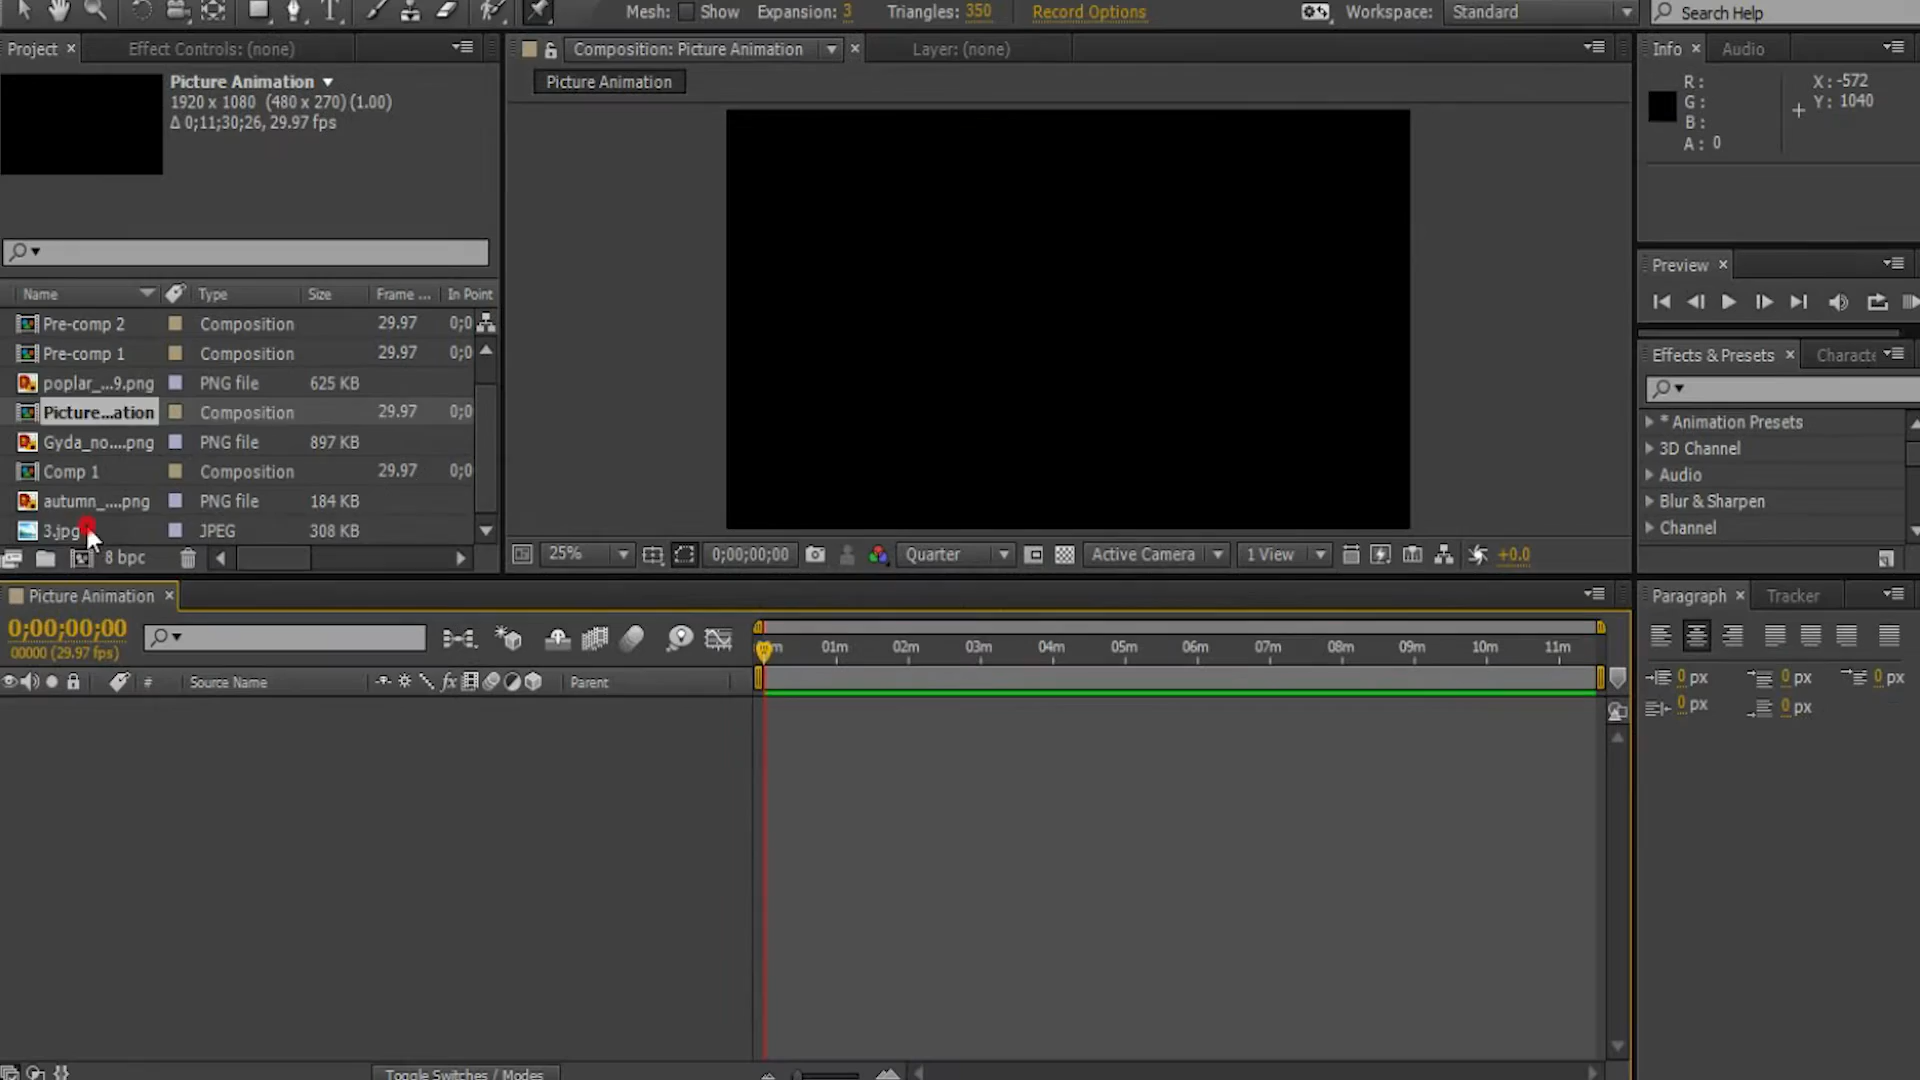 Mesh: Show Expansion: 3 Triangles: 350 Record Options Workspace: Standard Search Help
Project × Effect Controls: (none) Composition: Picture Animation × Layer: (none) Info × Audio
Picture Animation
1920 x 1080 (480 x 270) (1.00)
Δ 0;11;30;26, 29.97 fps
Picture Animation
R:
G:
B:
A: 0
X: -572
Y: 1040
Preview ×
Name Type Size Frame ... In Point
Pre-comp 2 Composition 29.97 0;0
Pre-comp 1 Composition 29.97 0;0
poplar_...9.png PNG file 625 KB
Picture...ation Composition 29.97 0;0
Gyda_no....png PNG file 897 KB
Comp 1 Composition 29.97 0;0
autumn_....png PNG file 184 KB
3.jpg JPEG 308 KB
8 bpc
25% 0;00;00;00 Quarter Active Camera 1 View +0.0
Effects & Presets × Characte
* Animation Presets
3D Channel
Audio
Blur & Sharpen
Channel
Picture Animation ×
0;00;00;00
00000 (29.97 fps)
01m 02m 03m 04m 05m 06m 07m 08m 09m 10m 11m
# Source Name fx Parent
Toggle Switches / Modes
Paragraph × Tracker
0 px 0 px 0 px
0 px 0 px